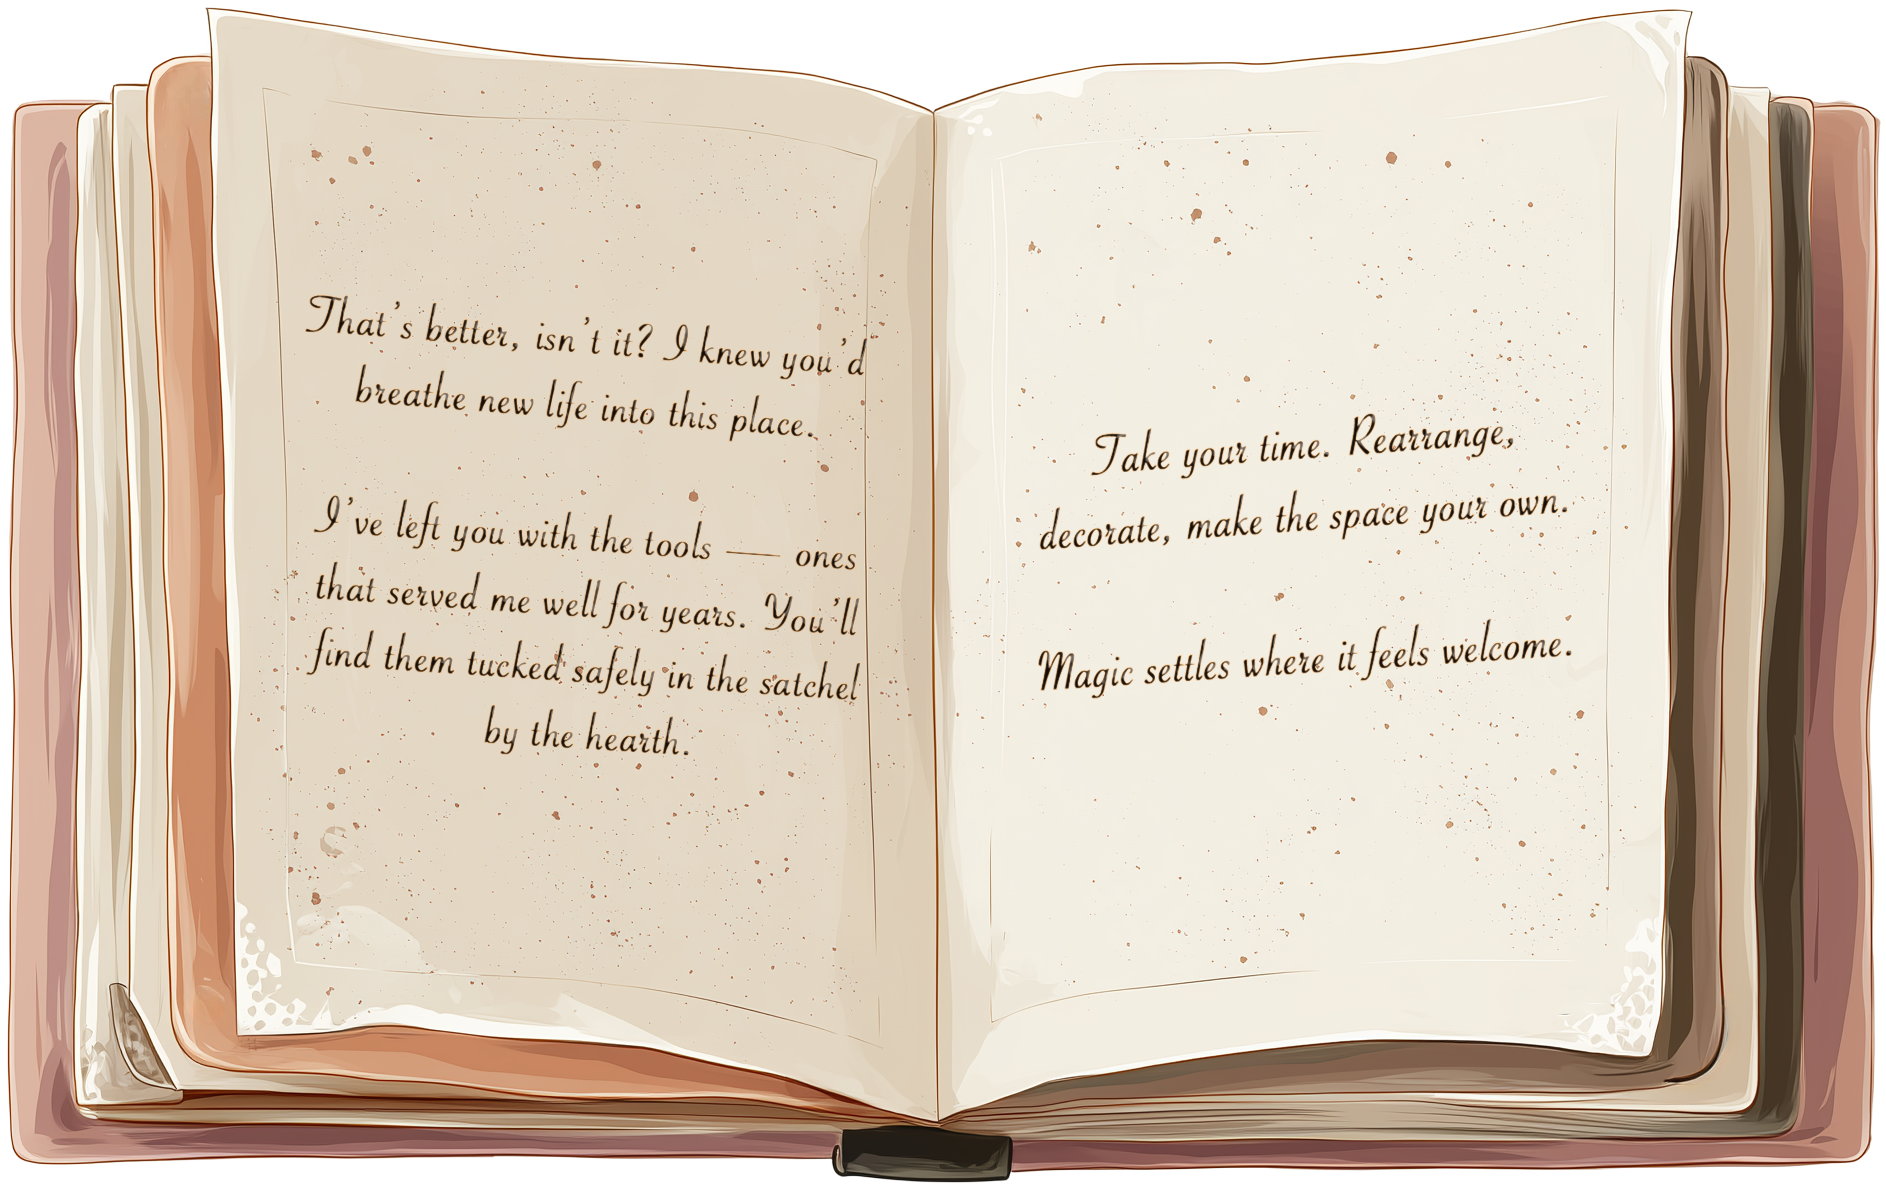 That's better, isn't it? I knew you'd
breathe new life into this place.
I've left you with the tools — ones
that served me well for years. You'll
find them tucked safely in the satchel
by the hearth.
Take your time. Rearrange,
decorate, make the space your own.
Magic settles where it feels welcome.